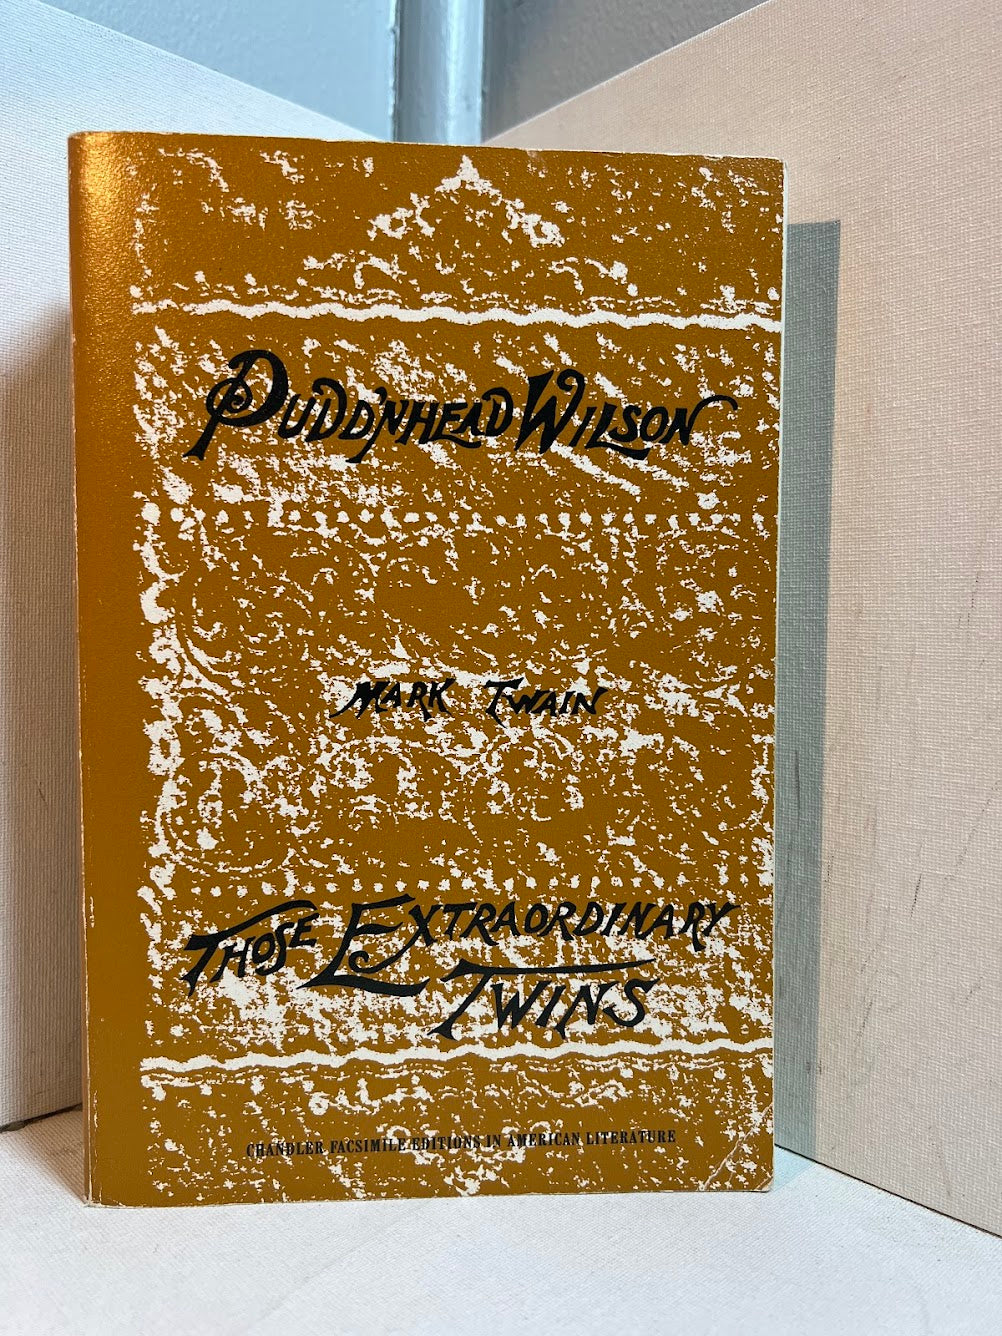 PUDD'NHEAD WILSON
MARK TWAIN
THOSE EXTRAORDINARY
TWINS
CHANDLER FACSIMILE EDITIONS IN AMERICAN LITERATURE